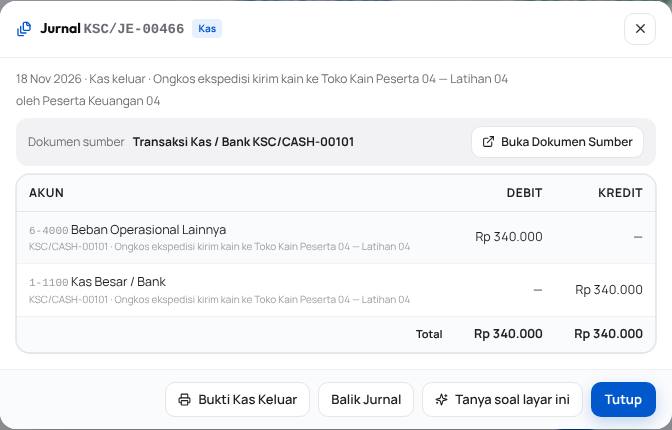 Jurnal KSC/JE-00466 Kas
18 Nov 2026 · Kas keluar · Ongkos ekspedisi kirim kain ke Toko Kain Peserta 04 — Latihan 04
oleh Peserta Keuangan 04
Dokumen sumber Transaksi Kas / Bank KSC/CASH-00101 Buka Dokumen Sumber
AKUN DEBIT KREDIT
6-4000 Beban Operasional Lainnya Rp 340.000 —
KSC/CASH-00101 · Ongkos ekspedisi kirim kain ke Toko Kain Peserta 04 — Latihan 04
1-1100 Kas Besar / Bank — Rp 340.000
KSC/CASH-00101 · Ongkos ekspedisi kirim kain ke Toko Kain Peserta 04 — Latihan 04
Total Rp 340.000 Rp 340.000
Bukti Kas Keluar Balik Jurnal Tanya soal layar ini Tutup